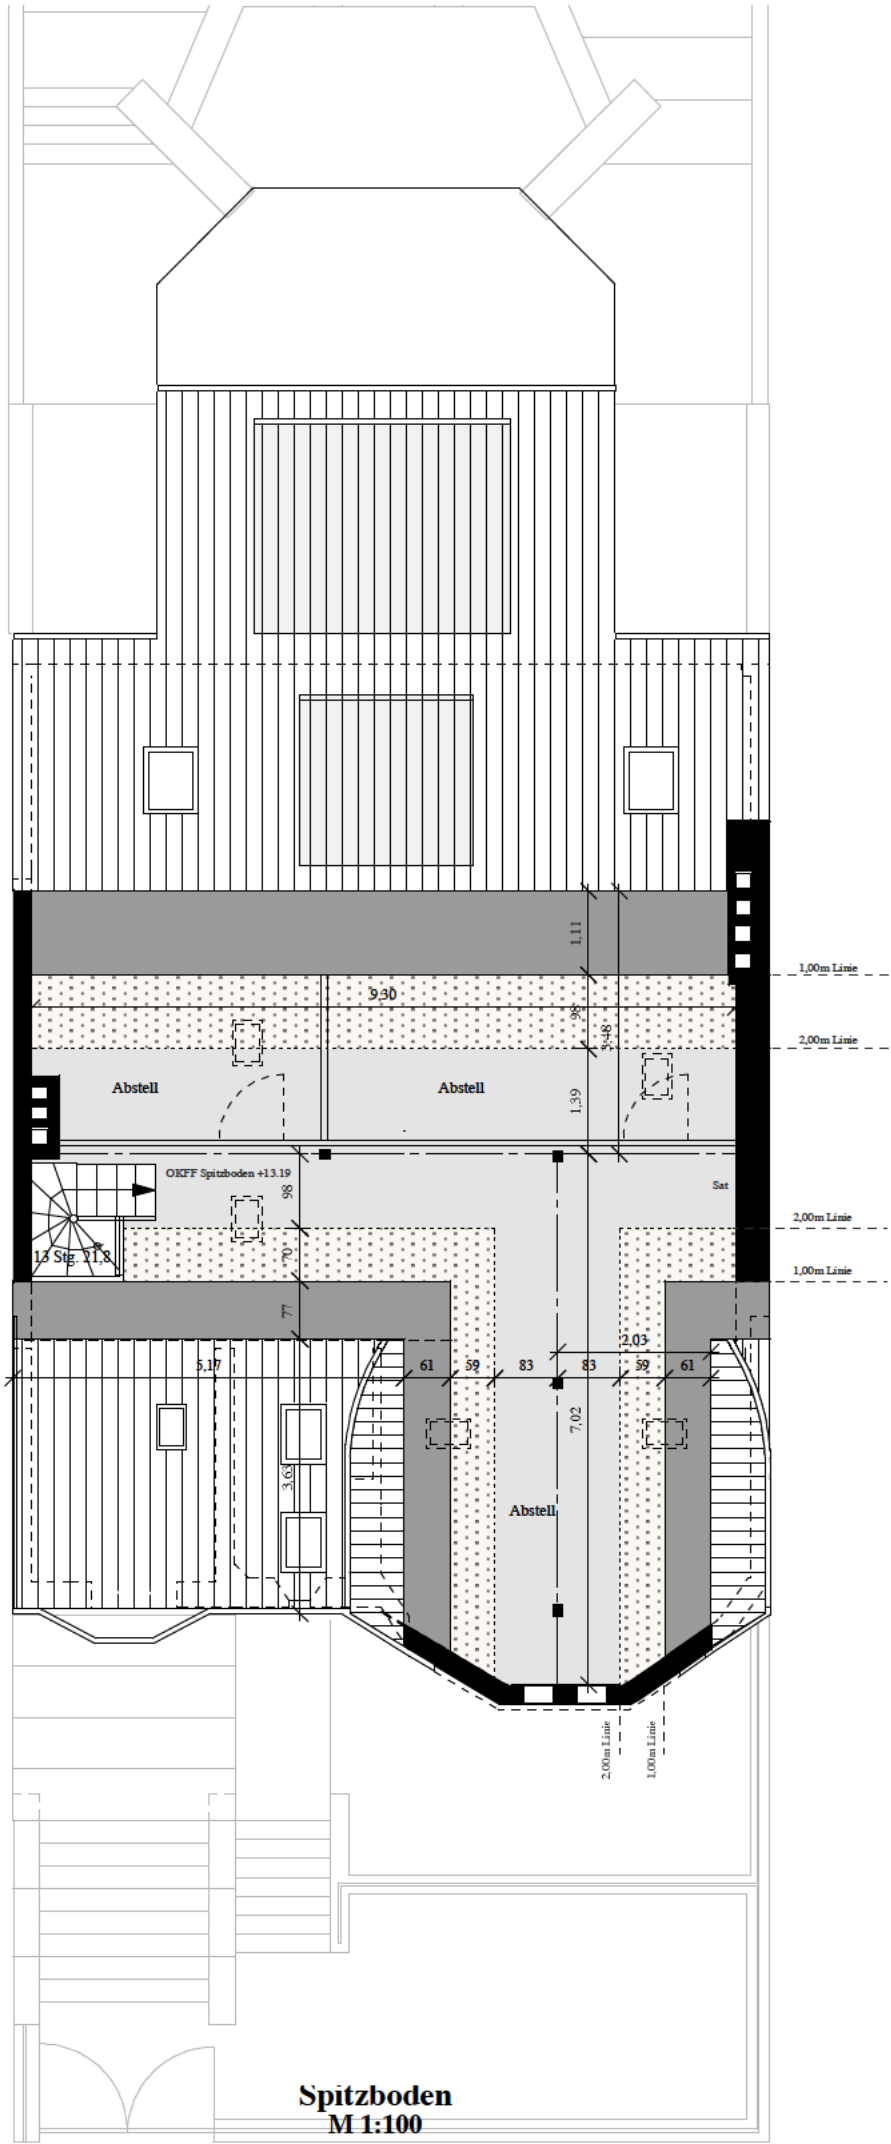 1,11
1,00m Linie
9,30
98
3,48
2,00m Linie
Abstell
Abstell
1,39
OKFF Spitzboden +13.19
98
Sat
2,00m Linie
13 Stg. 21,8
70
1,00m Linie
77
2,03
5,17
61
59
83
83
59
61
7,02
3,63
Abstell
2,00m Linie
1,00m Linie
Spitzboden
M 1:100